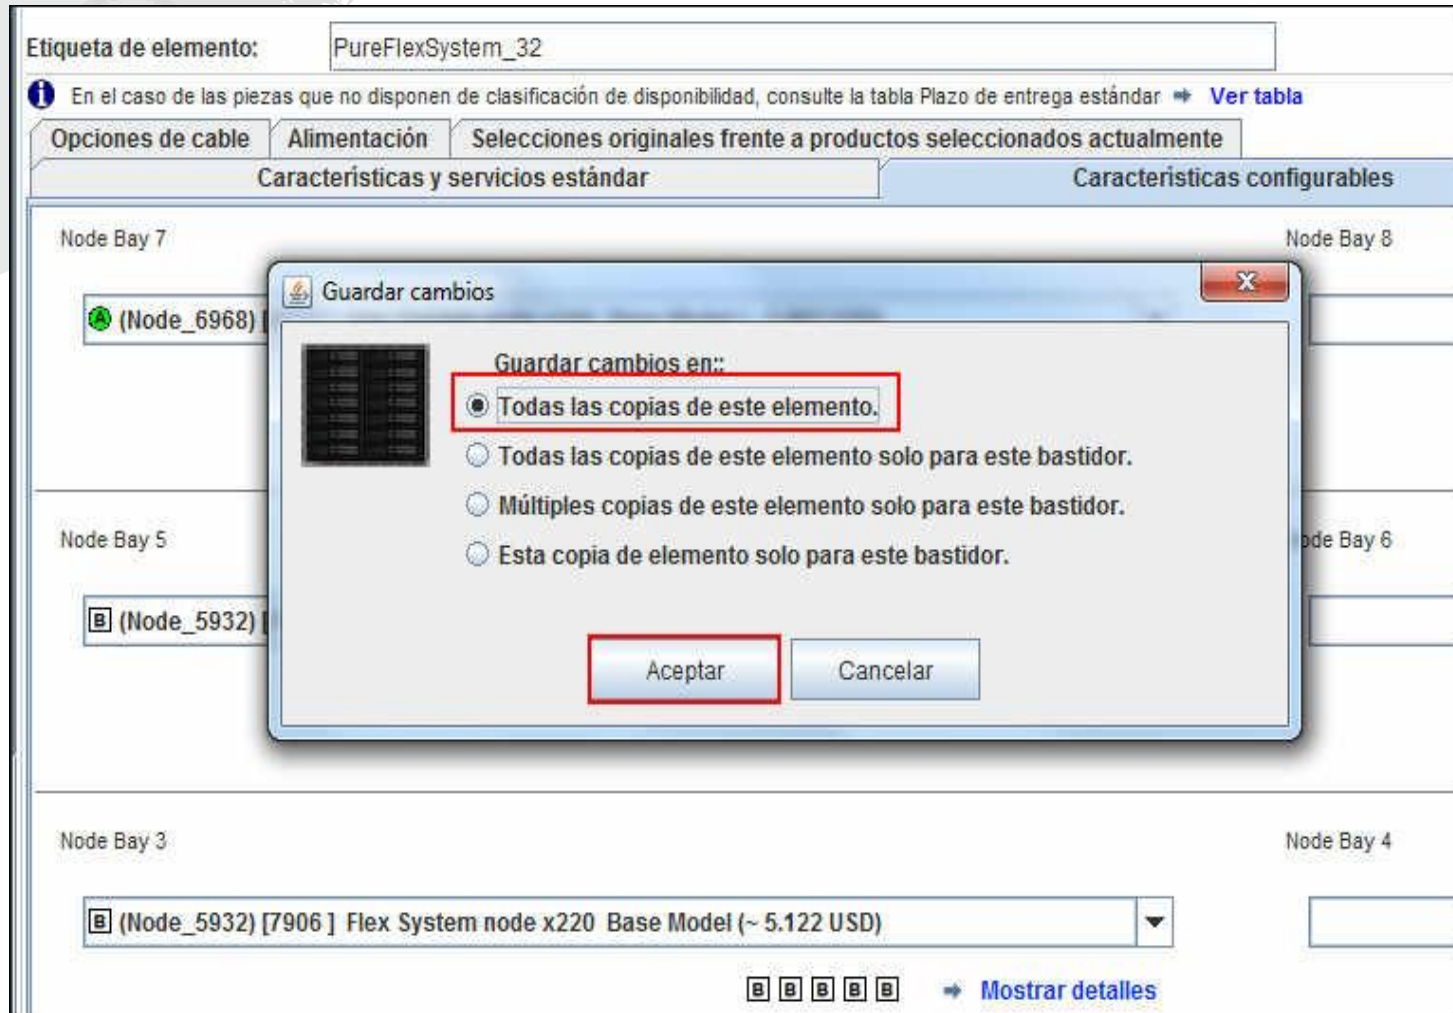 Etiqueta de elemento: PureFlexSystem_32
En el caso de las piezas que no disponen de clasificación de disponibilidad, consulte la tabla Plazo de entrega estándar Ver tabla
Opciones de cable Alimentación Selecciones originales frente a productos seleccionados actualmente
Características y servicios estándar Características configurables
Node Bay 7 Node Bay 8
Guardar cambios
(Node_6968) [
Guardar cambios en::
Todas las copias de este elemento.
Todas las copias de este elemento solo para este bastidor.
Múltiples copias de este elemento solo para este bastidor.
Node Bay 5 ode Bay 6
Esta copia de elemento solo para este bastidor.
B (Node_5932) [
Aceptar Cancelar
Node Bay 3 Node Bay 4
B (Node_5932) [7906 ] Flex System node x220 Base Model (~ 5.122 USD)
B B B B B Mostrar detalles